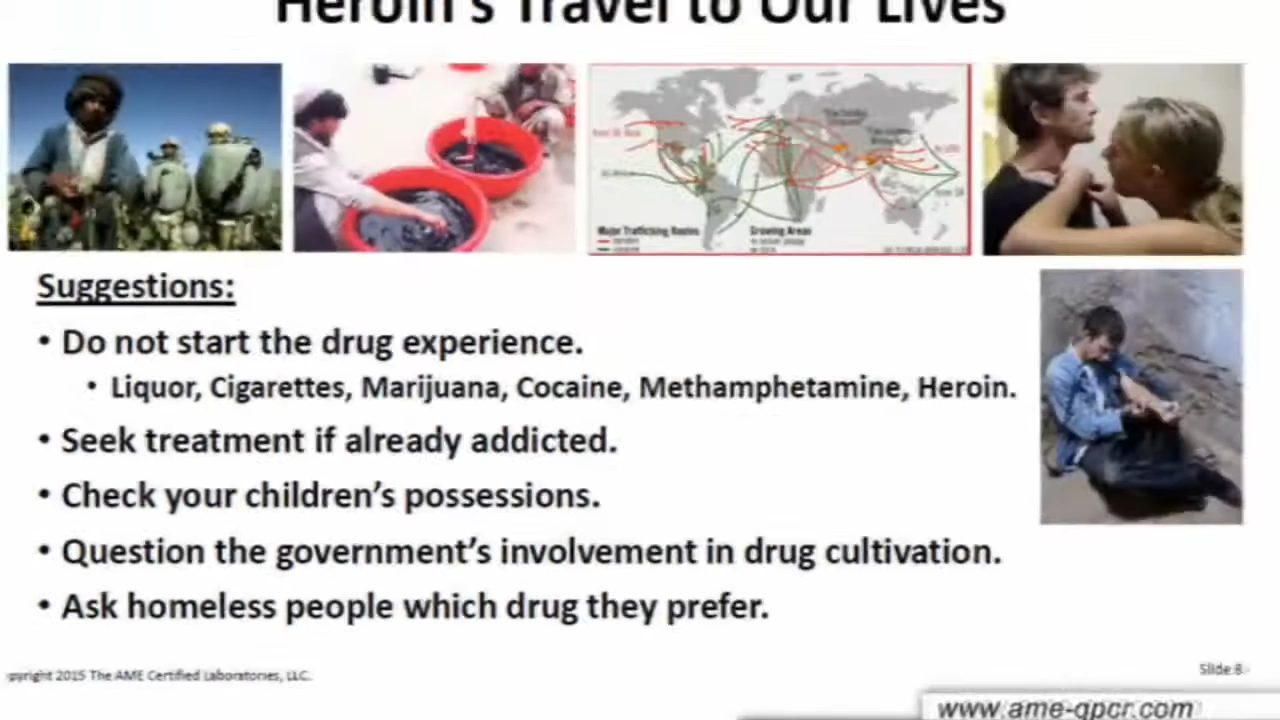 Heroin's Travel to Our Lives
Major Trafficking Routes
Growing Areas
Suggestions:
• Do not start the drug experience.
• Liquor, Cigarettes, Marijuana, Cocaine, Methamphetamine, Heroin.
• Seek treatment if already addicted.
• Check your children's possessions.
• Question the government's involvement in drug cultivation.
• Ask homeless people which drug they prefer.
pyright 2015 The AME Certified Laboratories, LLC.
Slide 8
www.ame-qpcr.com